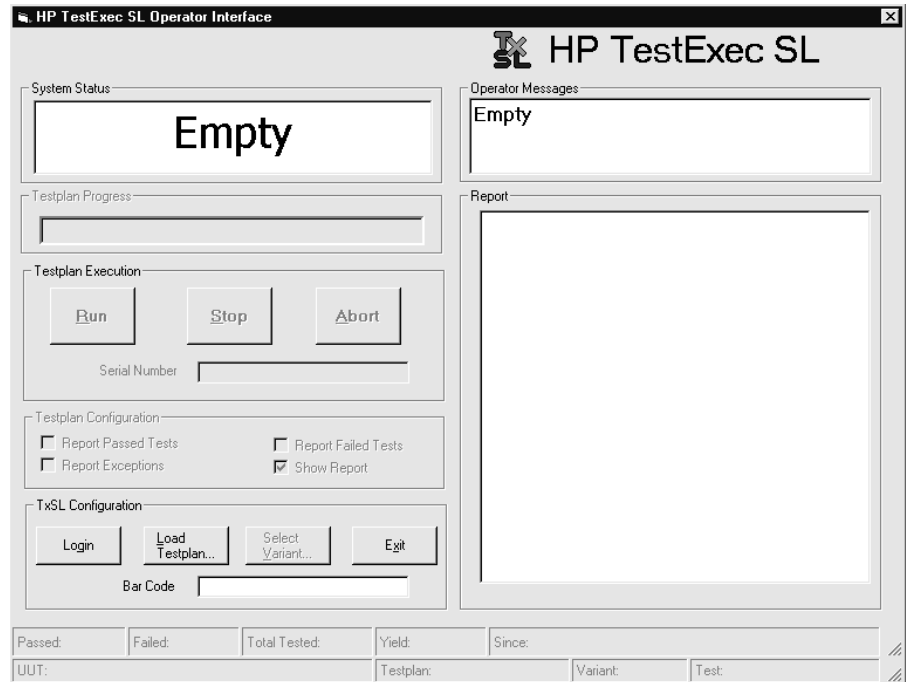 HP TestExec SL Operator Interface
TxSL HP TestExec SL
System Status
Empty
Operator Messages
Empty
Testplan Progress
Report
Testplan Execution
Run Stop Abort
Serial Number
Testplan Configuration
Report Passed Tests Report Failed Tests
Report Exceptions Show Report
TxSL Configuration
Login Load Testplan... Select Variant... Exit
Bar Code
Passed: Failed: Total Tested: Yield: Since:
UUT: Testplan: Variant: Test: